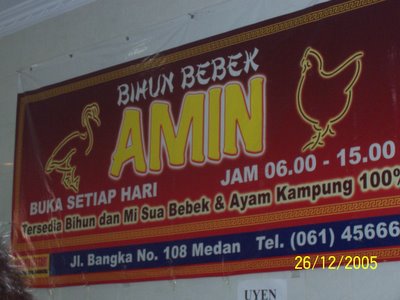 BIHUN BEBEK
AMIN
BUKA SETIAP HARI
JAM 06.00 - 15.00
Tersedia Bihun dan Mi Sua Bebek & Ayam Kampung 100%
Jl. Bangka No. 108 Medan Tel. (061) 45666
26/12/2005
UYEN